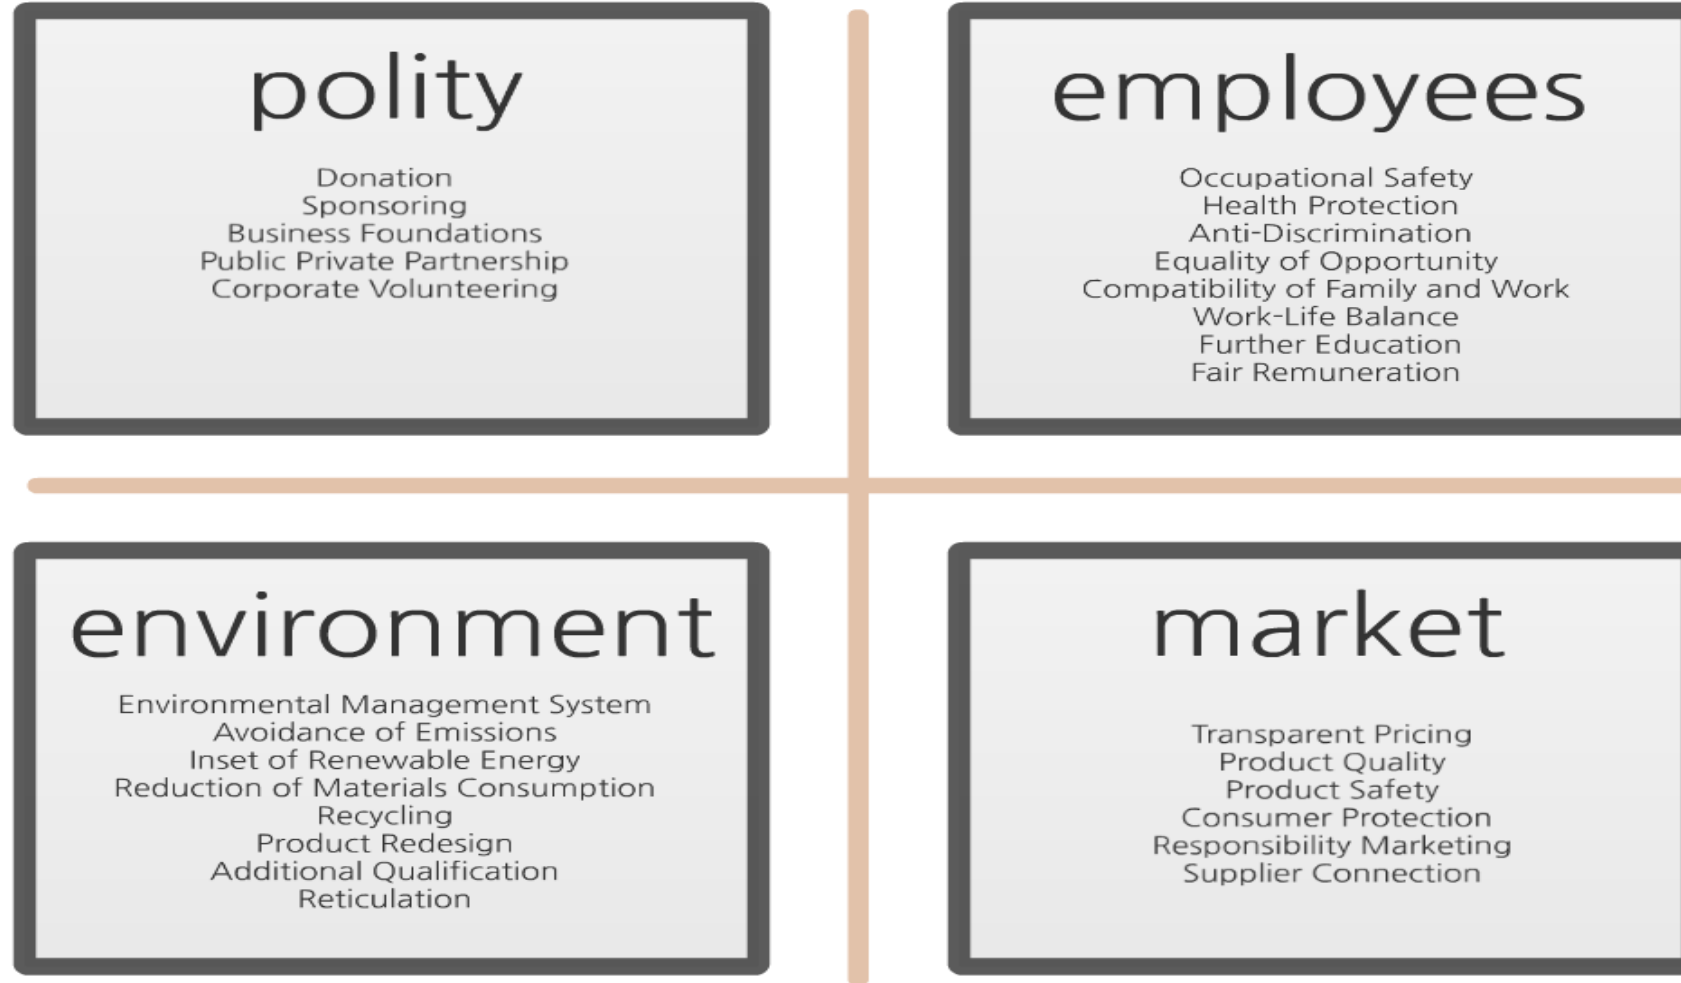 polity
Donation
Sponsoring
Business Foundations
Public Private Partnership
Corporate Volunteering
employees
Occupational Safety
Health Protection
Anti-Discrimination
Equality of Opportunity
Compatibility of Family and Work
Work-Life Balance
Further Education
Fair Remuneration
environment
Environmental Management System
Avoidance of Emissions
Inset of Renewable Energy
Reduction of Materials Consumption
Recycling
Product Redesign
Additional Qualification
Reticulation
market
Transparent Pricing
Product Quality
Product Safety
Consumer Protection
Responsibility Marketing
Supplier Connection